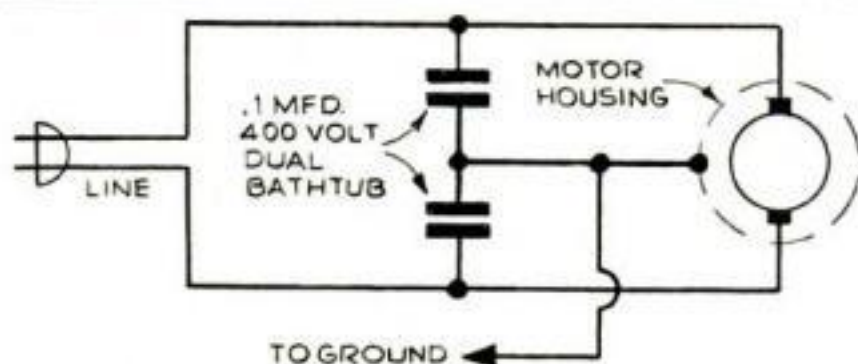 .1 MFD.
400 VOLT
DUAL
BATHTUB
MOTOR
HOUSING
LINE
TO GROUND